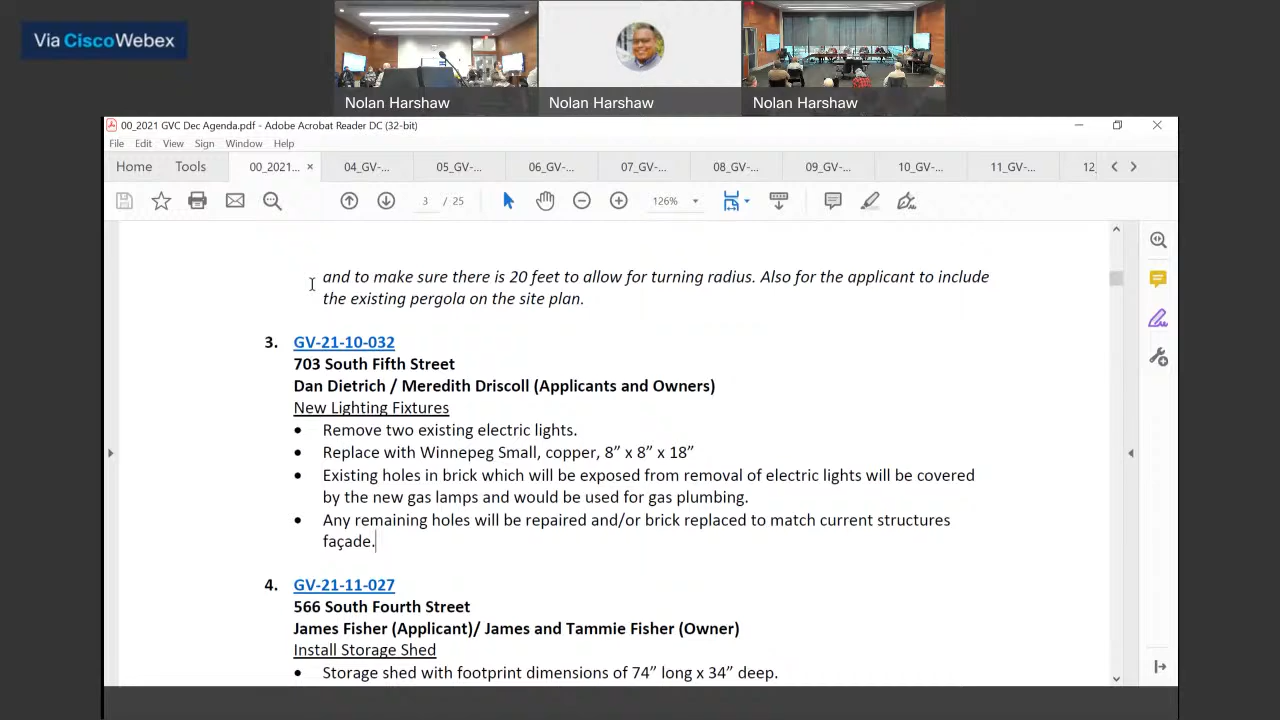 Via CiscoWebex
Nolan Harshaw
Nolan Harshaw
Nolan Harshaw
00_2021 GVC Dec Agenda.pdf - Adobe Acrobat Reader DC (32-bit)
File Edit View Sign Window Help
Home Tools 00_2021... × 04_GV-... 05_GV-... 06_GV-... 07_GV-... 08_GV-... 09_GV-... 10_GV-... 11_GV-... 12_
3 / 25 126%
and to make sure there is 20 feet to allow for turning radius. Also for the applicant to include
the existing pergola on the site plan.
3. GV-21-10-032
703 South Fifth Street
Dan Dietrich / Meredith Driscoll (Applicants and Owners)
New Lighting Fixtures
• Remove two existing electric lights.
• Replace with Winnepeg Small, copper, 8” x 8” x 18”
• Existing holes in brick which will be exposed from removal of electric lights will be covered
by the new gas lamps and would be used for gas plumbing.
• Any remaining holes will be repaired and/or brick replaced to match current structures
façade.
4. GV-21-11-027
566 South Fourth Street
James Fisher (Applicant)/ James and Tammie Fisher (Owner)
Install Storage Shed
• Storage shed with footprint dimensions of 74” long x 34” deep.